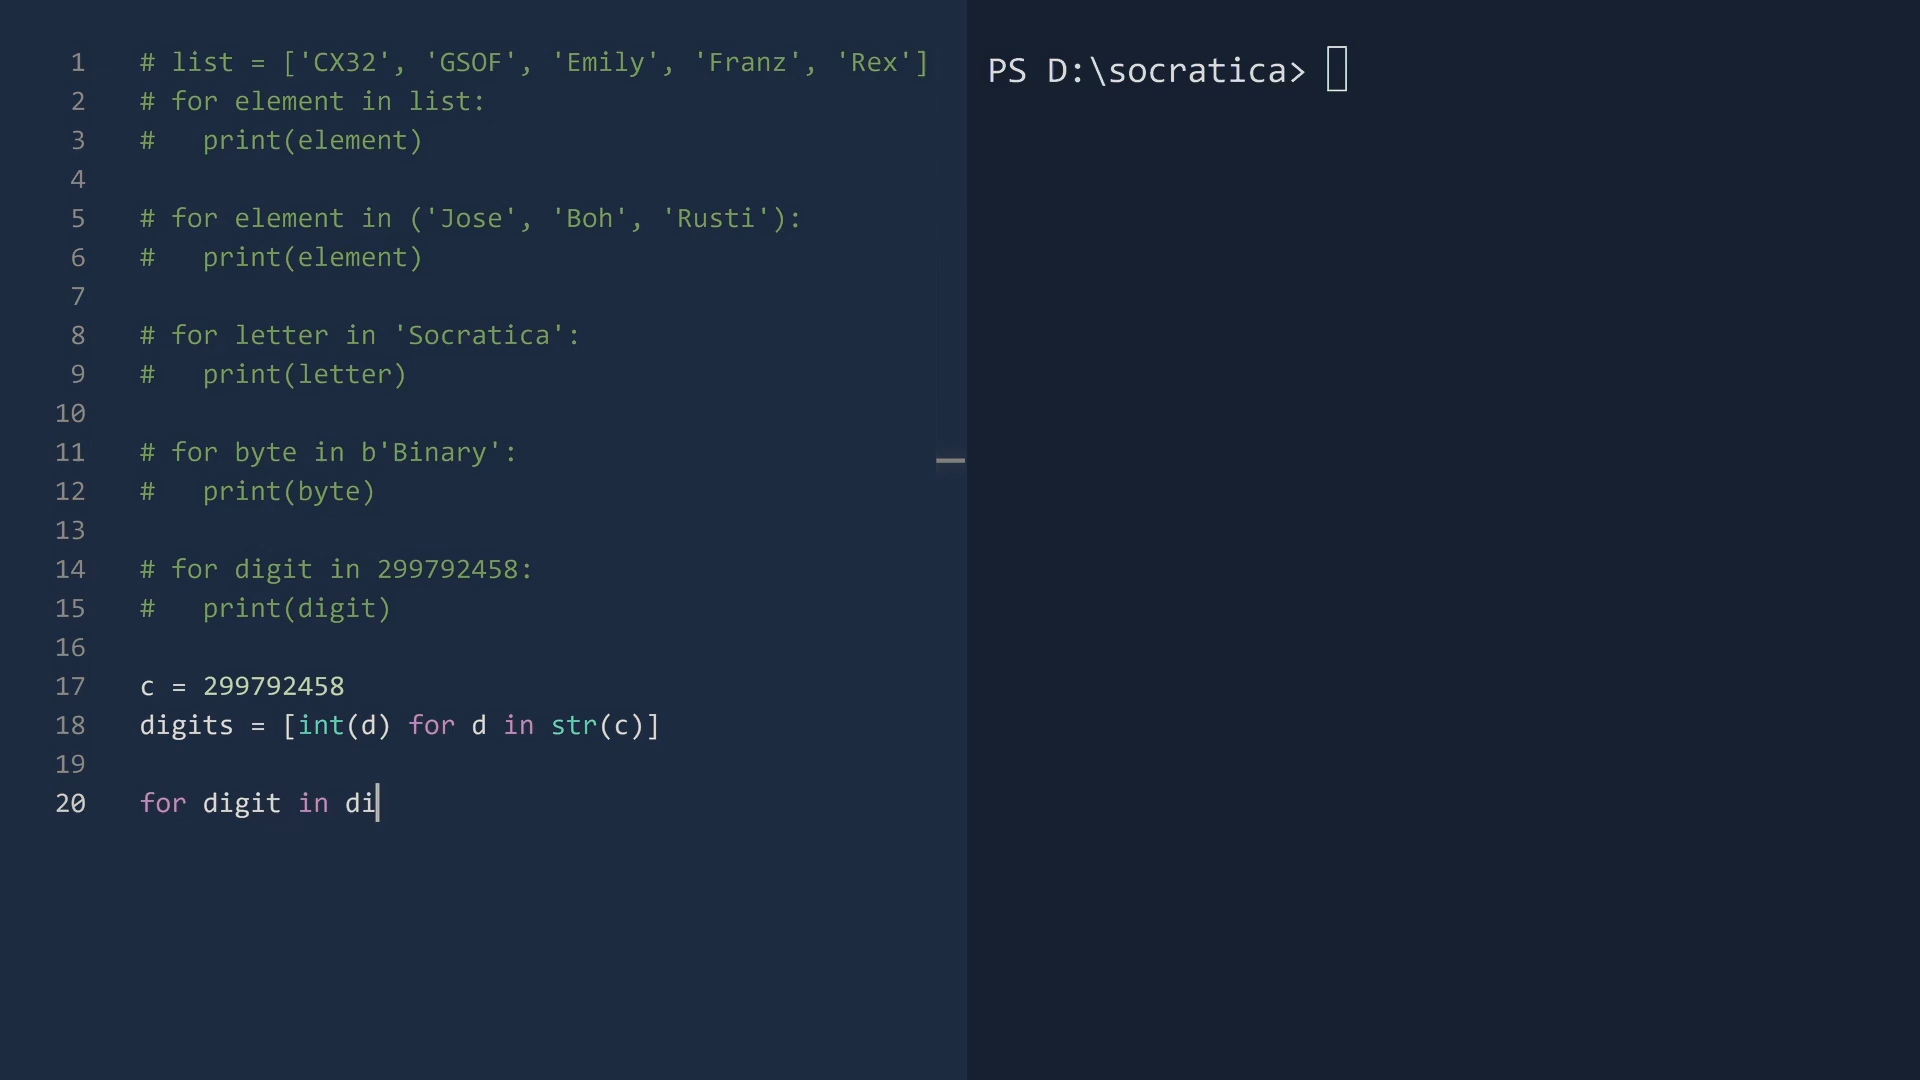 1 # list = ['CX32', 'GSOF', 'Emily', 'Franz', 'Rex']
2 # for element in list:
3 #   print(element)
4
5 # for element in ('Jose', 'Boh', 'Rusti'):
6 #   print(element)
7
8 # for letter in 'Socratica':
9 #   print(letter)
10
11 # for byte in b'Binary':
12 #   print(byte)
13
14 # for digit in 299792458:
15 #   print(digit)
16
17 c = 299792458
18 digits = [int(d) for d in str(c)]
19
20 for digit in di
PS D:\socratica>